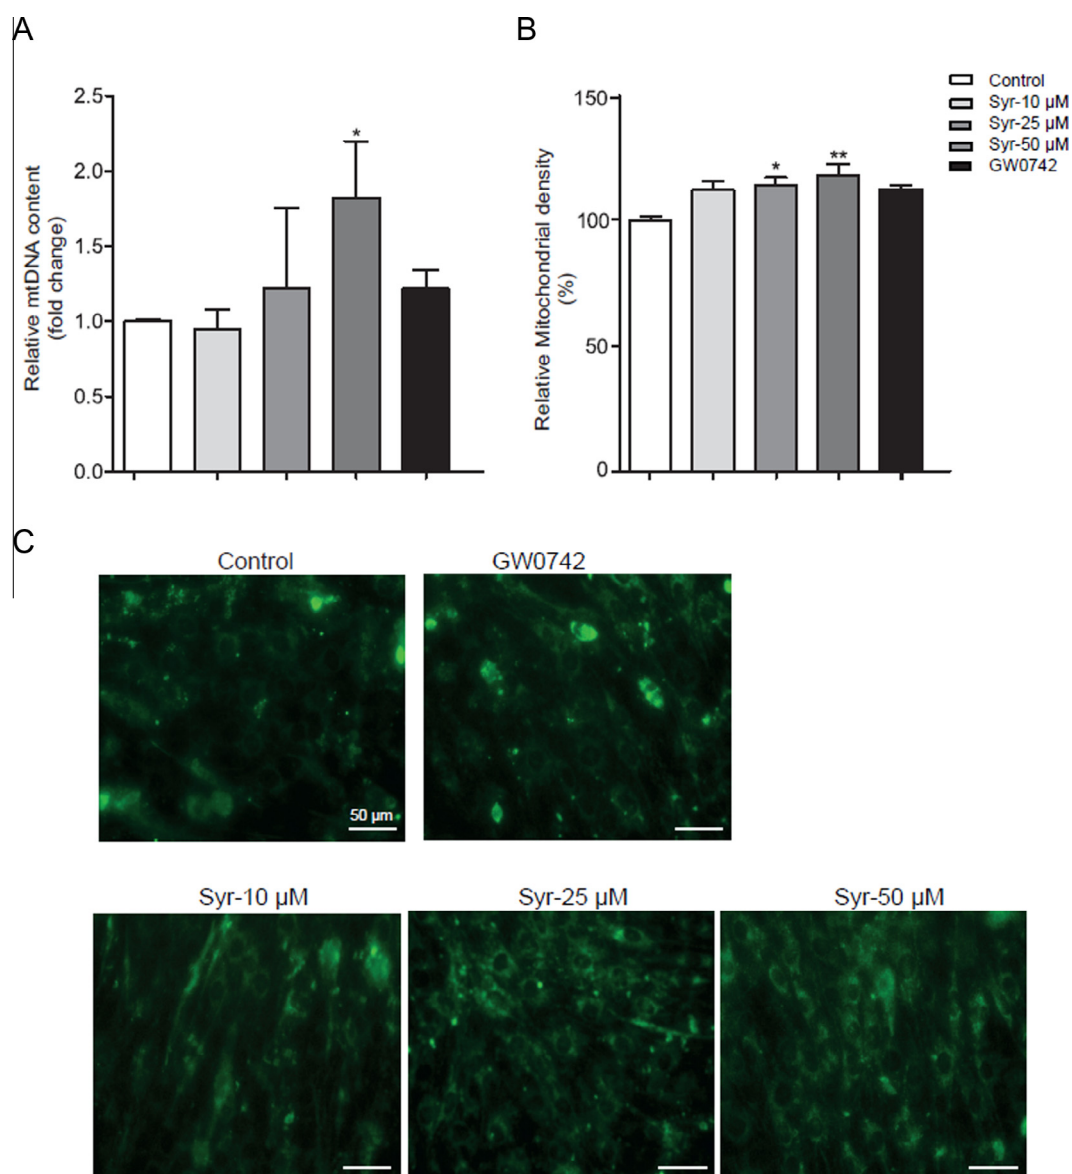 A
B
Control
Syr-10 µM
Syr-25 µM
Syr-50 µM
GW0742
2.5
2.0
1.5
1.0
0.5
0.0
Relative mtDNA content
(fold change)
*
150
100
50
0
Relative Mitochondrial density
(%)
*
**
C
Control
GW0742
50 µm
Syr-10 µM
Syr-25 µM
Syr-50 µM